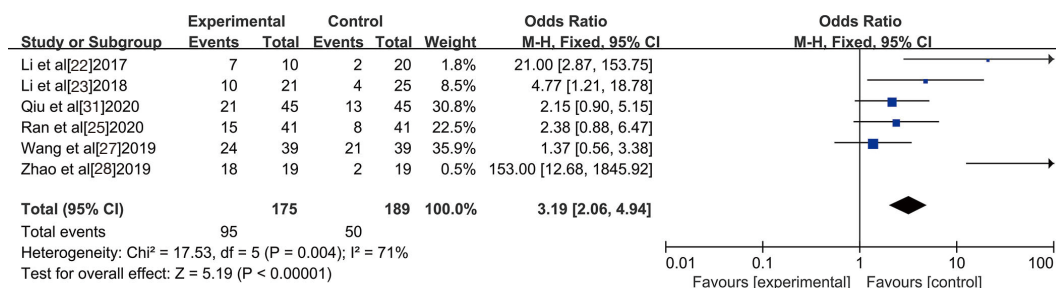 Experimental Control Odds Ratio Odds Ratio
Study or Subgroup Events Total Events Total Weight M-H, Fixed, 95% CI M-H, Fixed, 95% CI
Li et al[22]2017 7 10 2 20 1.8% 21.00 [2.87, 153.75]
Li et al[23]2018 10 21 4 25 8.5% 4.77 [1.21, 18.78]
Qiu et al[31]2020 21 45 13 45 30.8% 2.15 [0.90, 5.15]
Ran et al[25]2020 15 41 8 41 22.5% 2.38 [0.88, 6.47]
Wang et al[27]2019 24 39 21 39 35.9% 1.37 [0.56, 3.38]
Zhao et al[28]2019 18 19 2 19 0.5% 153.00 [12.68, 1845.92]
Total (95% CI) 175 189 100.0% 3.19 [2.06, 4.94]
Total events 95 50
Heterogeneity: Chi² = 17.53, df = 5 (P = 0.004); I² = 71%
Test for overall effect: Z = 5.19 (P < 0.00001)
0.01 0.1 1 10 100
Favours [experimental] Favours [control]